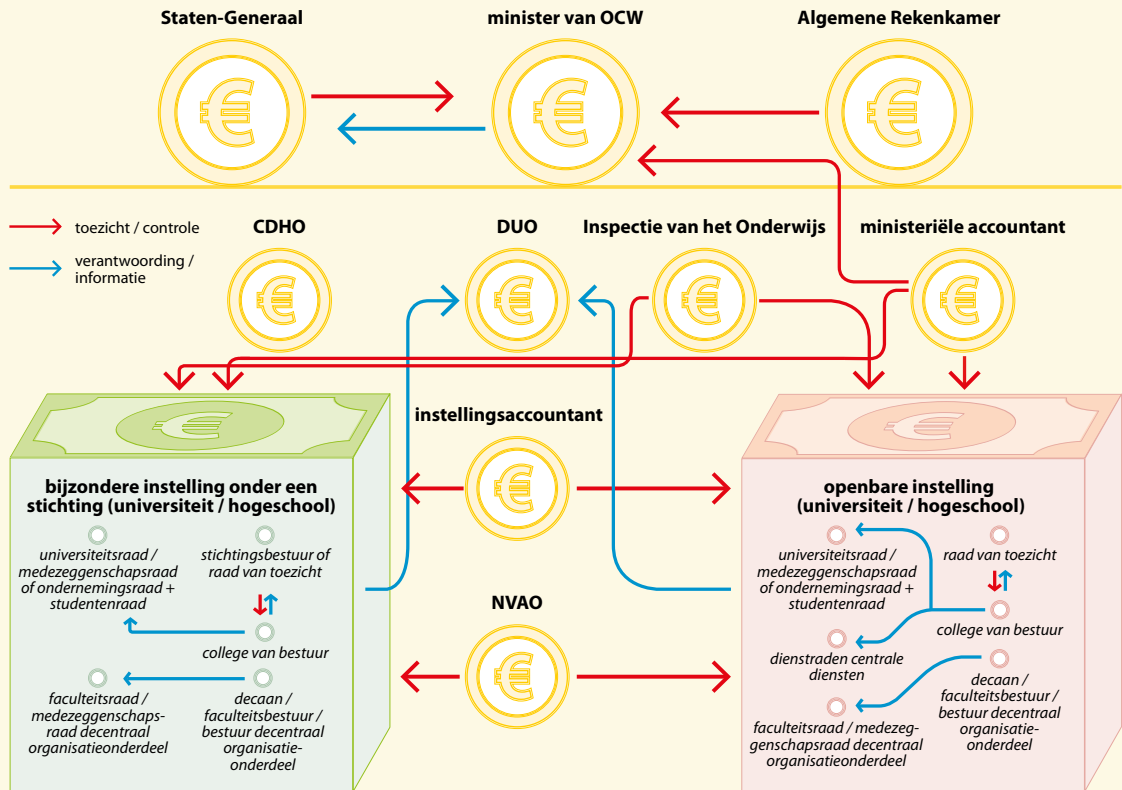 Staten-Generaal
minister van OCW
Algemene Rekenkamer
toezicht / controle
verantwoording /
informatie
CDHO
DUO
Inspectie van het Onderwijs
ministeriële accountant
instellingsaccountant
bijzondere instelling onder een
stichting (universiteit / hogeschool)
universiteitsraad /
medezeggenschapsraad
of ondernemingsraad +
studentenraad
stichtingsbestuur of
raad van toezicht
college van bestuur
faculteitsraad /
medezeggenschaps-
raad decentraal
organisatieonderdeel
decaan /
faculteitsbestuur /
bestuur decentraal
organisatie-
onderdeel
NVAO
openbare instelling
(universiteit / hogeschool)
universiteitsraad /
medezeggenschapsraad
of ondernemingsraad +
studentenraad
raad van toezicht
college van bestuur
dienstraden centrale
diensten
decaan /
faculteitsbestuur /
bestuur decentraal
organisatie-
onderdeel
faculteitsraad / medezeg-
genschapsraad decentraal
organisatieonderdeel